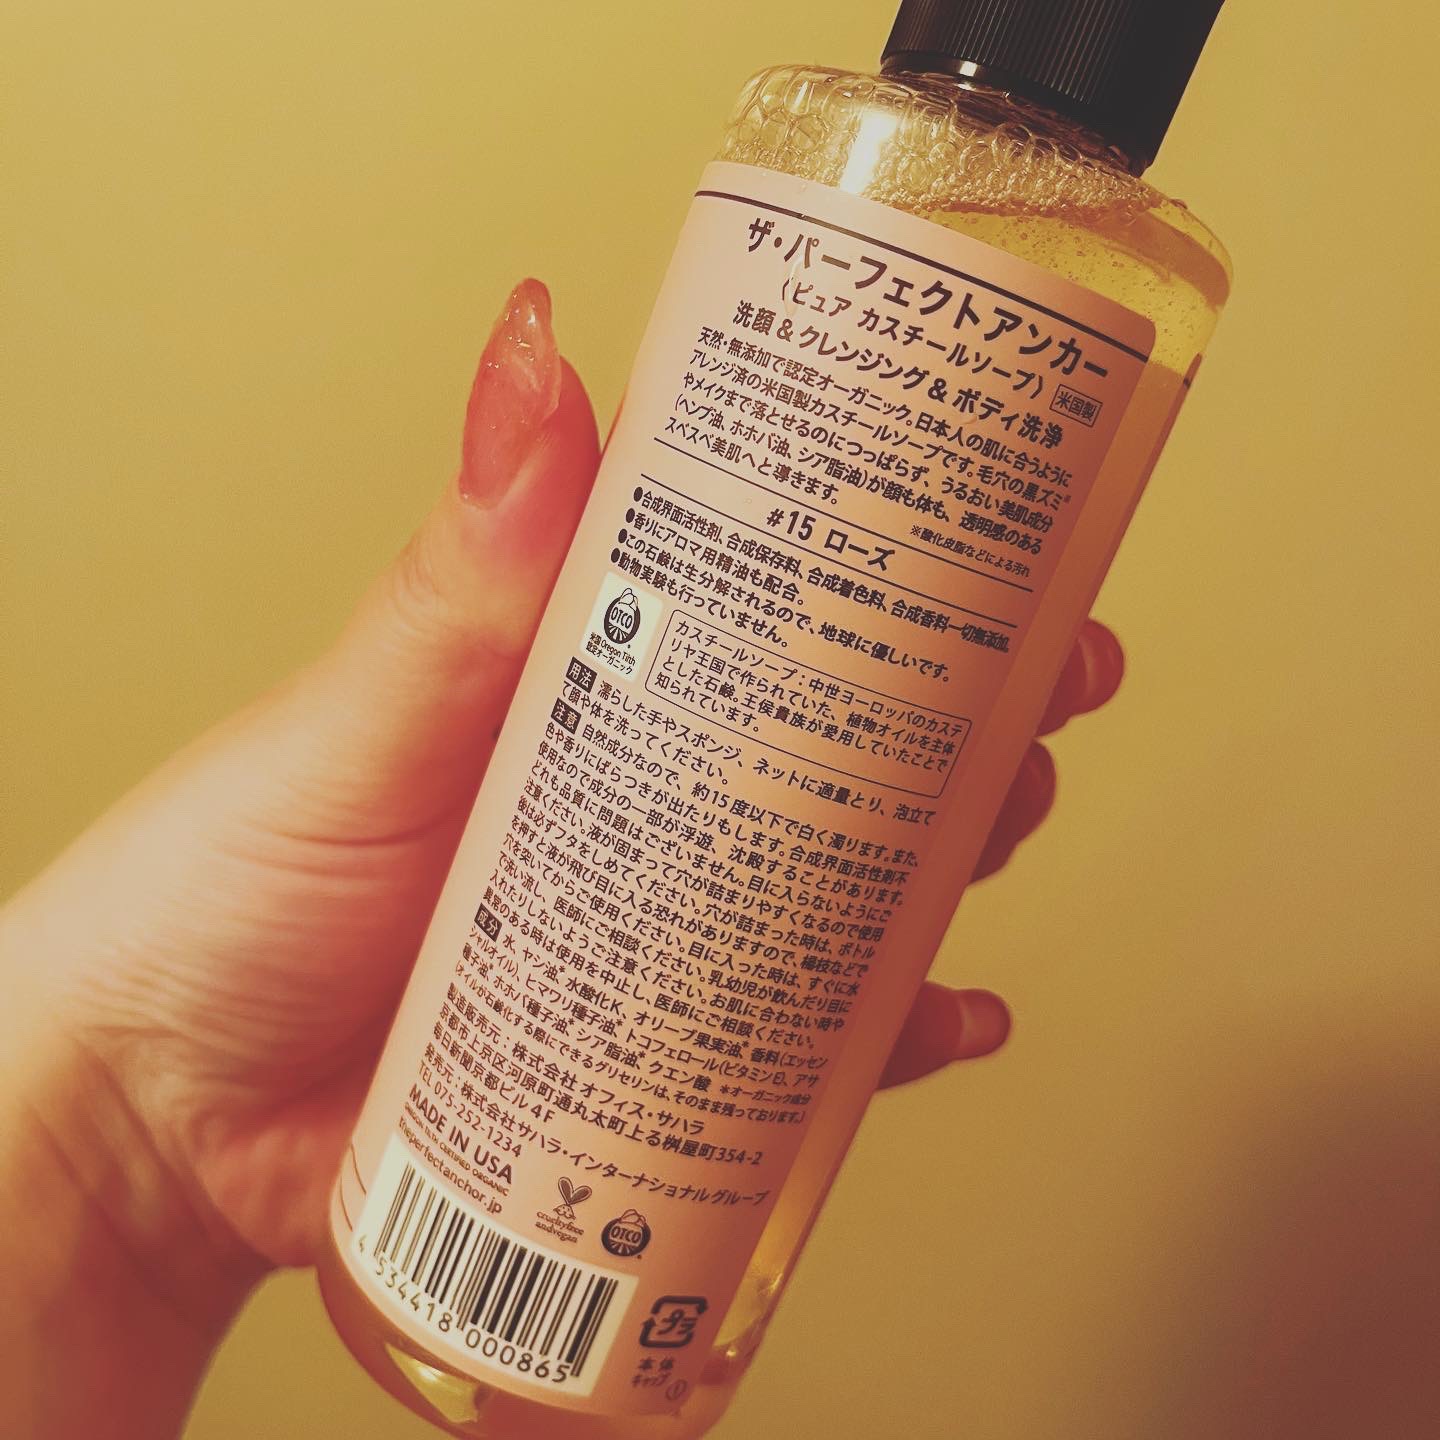 ザ・パーフェクトアンカー
〈ピュア カスチールソープ〉
洗顔 & クレンジング & ボディ洗浄
米国製
天然・無添加で認定オーガニック。日本人の肌に合うように
アレンジ済の米国製カスチールソープです。毛穴の黒ズミ※
やメイクまで落とせるのにつっぱらず、うるおい美肌成分
(ヘンプ油、ホホバ油、シア脂油)が顔も体も、透明感のある
スベスベ美肌へと導きます。
※酸化皮脂などによる汚れ
#15 ローズ
●合成界面活性剤、合成保存料、合成着色料、合成香料一切無添加。
●香りにアロマ用精油も配合。
●この石鹸は生分解されるので、地球に優しいです。
●動物実験も行っていません。
OTCO
米国Oregon Tilth
認定オーガニック
カスチールソープ：中世ヨーロッパのカステ
リヤ王国で作られていた、植物オイルを主体
とした石鹸。王侯貴族が愛用していたことで
知られています。
用法 濡らした手やスポンジ、ネットに適量とり、泡立て
て顔や体を洗ってください。
注意 自然成分なので、約15度以下で白く濁ります。また、
色や香りにばらつきが出たりもします。合成界面活性剤不
使用なので成分の一部が浮遊、沈殿することがあります。
どれも品質に問題はございません。目に入らないようにご
注意ください。液が固まって穴が詰まりやすくなるので使用
後は必ずフタをしめてください。穴が詰まった時は、ボトル
を押すと液が飛び目に入る恐れがありますので、楊枝などで
穴を突いてからご使用ください。目に入った時は、すぐに水
で洗い流し、医師にご相談ください。乳幼児が飲んだり目に
入れたりしないようご注意ください。お肌に合わない時や
異常のある時は使用を中止し、医師にご相談ください。
成分 水、ヤシ油*、水酸化K、オリーブ果実油*、香料(エッセン
シャルオイル)、ヒマワリ種子油*、トコフェロール(ビタミンE)、アサ
種子油*、ホホバ種子油*、シア脂油*、クエン酸 *オーガニック成分
(オイルが石鹸化する際にできるグリセリンは、そのまま残っております。)
製造販売元：株式会社 オフィス・サハラ
京都市上京区河原町通丸太町上る桝屋町354-2
毎日新聞京都ビル 4F
発売元：株式会社サハラ・インターナショナルグループ
TEL 075-252-1234
MADE IN USA
OREGON TILTH CERTIFIED ORGANIC
theperfectanchor.jp
crueltyfree
andvegan
OTCO
4 534418 000865
プラ
本体
キャップ